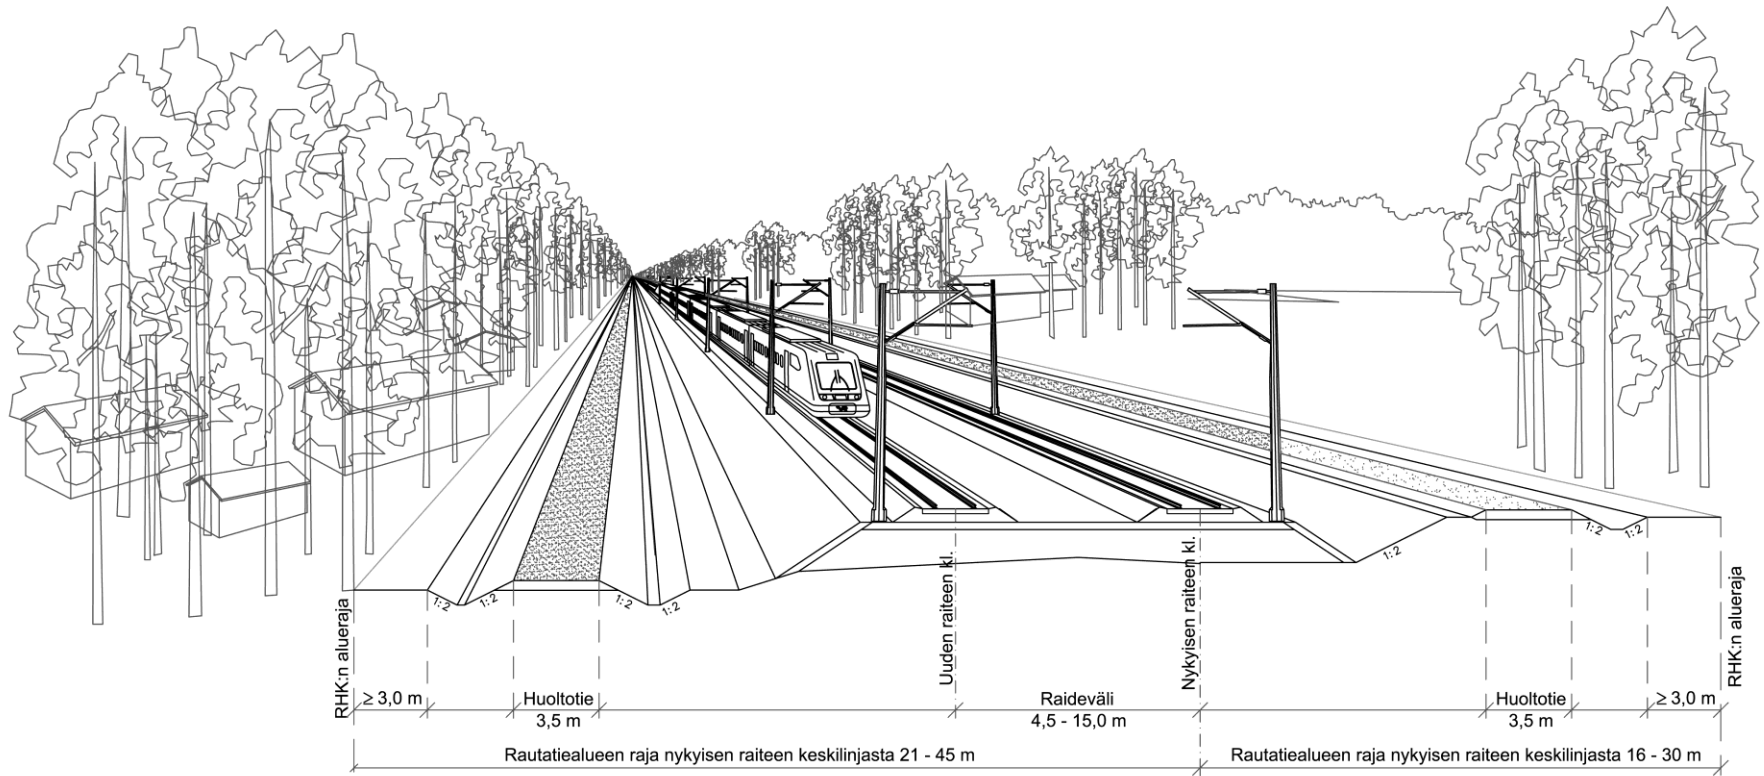 1:2
1:2
1:2
1:2
1:2
1:2
1:2
RHK:n alueraja
Uuden raiteen kl.
Nykyisen raiteen kl.
RHK:n alueraja
≥ 3,0 m
Huoltotie
3,5 m
Raideväli
4,5 - 15,0 m
Huoltotie
3,5 m
≥ 3,0 m
Rautatiealueen raja nykyisen raiteen keskilinjasta 21 - 45 m
Rautatiealueen raja nykyisen raiteen keskilinjasta 16 - 30 m